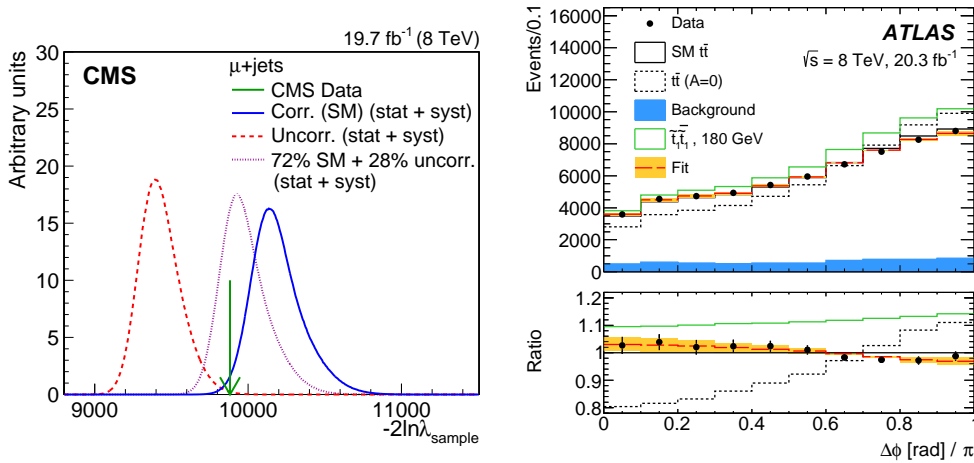 19.7 fb⁻¹ (8 TeV)
CMS
μ+jets
CMS Data
Corr. (SM) (stat + syst)
Uncorr. (stat + syst)
72% SM + 28% uncorr.
(stat + syst)
Arbitrary units
30
25
20
15
10
5
0
9000 10000 11000
-2lnλsample
ATLAS
√s = 8 TeV, 20.3 fb⁻¹
Data
SM tt̄
tt̄ (A=0)
Background
t̃₁t̃̄₁ , 180 GeV
Fit
Events/0.1
16000
14000
12000
10000
8000
6000
4000
2000
0
Ratio
1.2
1.1
1
0.9
0.8
0 0.2 0.4 0.6 0.8 1
Δϕ [rad] / π